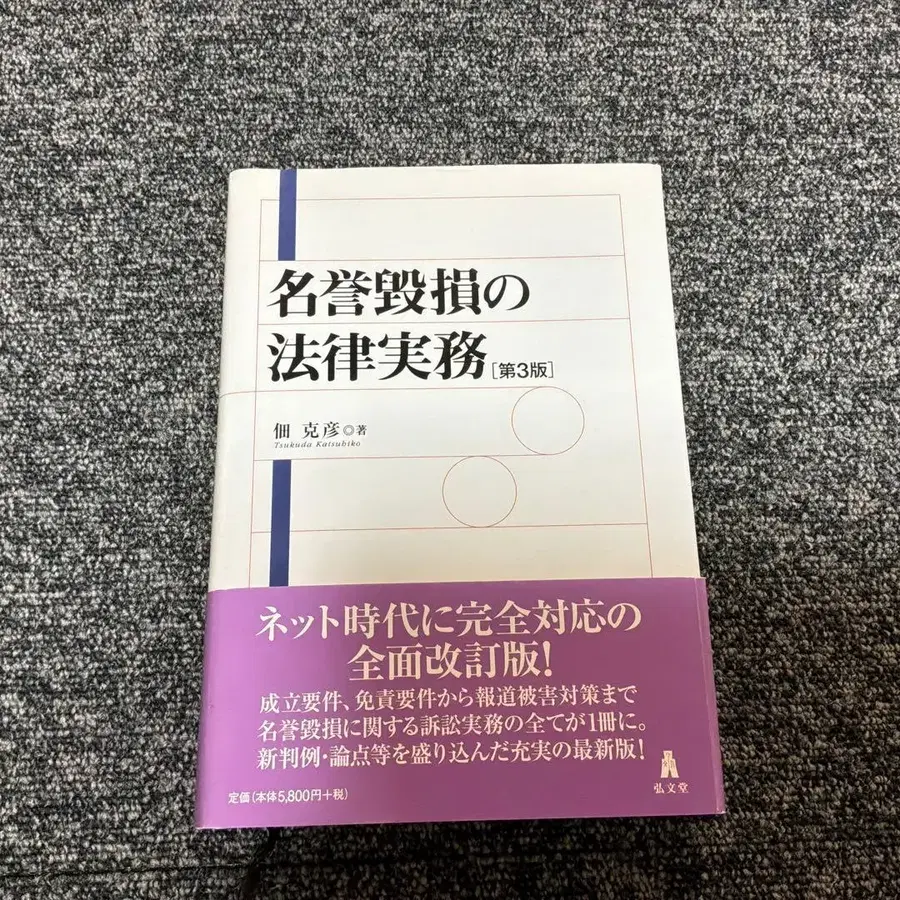 名誉毀損の
法律実務[第3版]
佃 克彦◎著
Tsukuda Katsuhiko
ネット時代に完全対応の
全面改訂版!
成立要件、免責要件から報道被害対策まで
名誉毀損に関する訴訟実務の全てが1冊に。
新判例・論点等を盛り込んだ充実の最新版!
弘文堂
定価(本体5,800円+税)